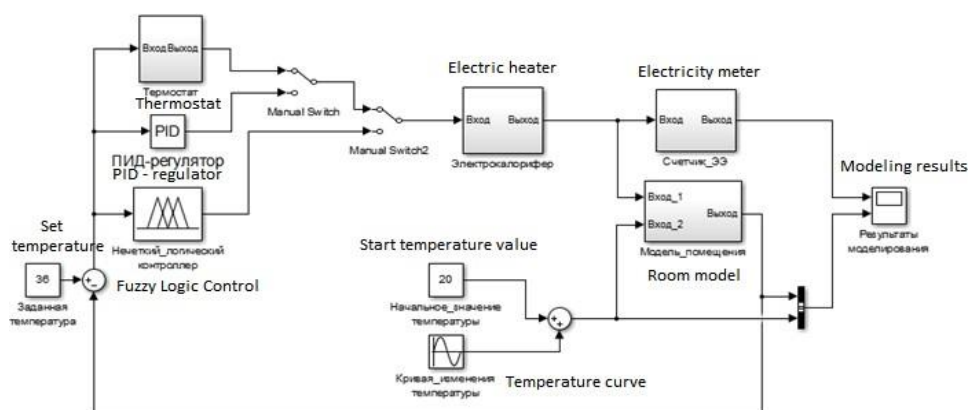 Вход Выход
Термостат
Thermostat
PID
ПИД-регулятор
PID - regulator
Manual Switch
Manual Switch2
Electric heater
Вход Выход
Электрокалорифер
Electricity meter
Вход Выход
Счетчик_ЭЭ
Modeling results
Результаты
моделирования
Вход_1
Выход
Вход_2
Модель_помещения
Room model
Set
temperature
36
Заданная
температура
Нечеткий_логический
контроллер
Fuzzy Logic Control
Start temperature value
20
Начальное_значение
температуры
Кривая_изменения
температуры
Temperature curve